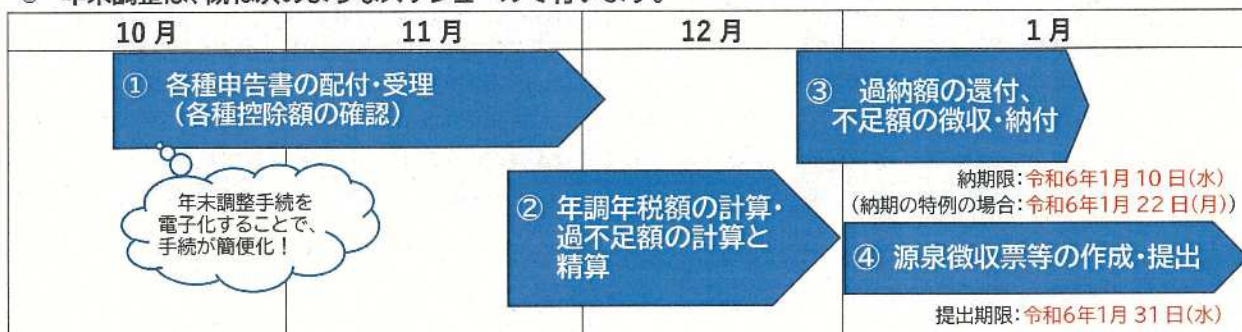 10月
11月
12月
1月
① 各種申告書の配付・受理
(各種控除額の確認)
年末調整手続を
電子化することで、
手続が簡便化！
② 年調年税額の計算・
過不足額の計算と
精算
③ 過納額の還付、
不足額の徴収・納付
納期限：令和6年1月10日(水)
(納期の特例の場合：令和6年1月22日(月))
④ 源泉徴収票等の作成・提出
提出期限：令和6年1月31日(水)